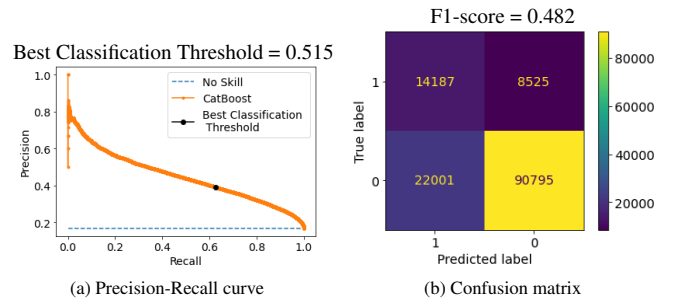 Best Classification Threshold = 0.515
1.0
0.8
0.6
0.4
0.2
Precision
No Skill
CatBoost
Best Classification
Threshold
0.0 0.2 0.4 0.6 0.8 1.0
Recall
(a) Precision-Recall curve
F1-score = 0.482
True label
1
0
14187 8525
22001 90795
1 0
Predicted label
80000
60000
40000
20000
(b) Confusion matrix